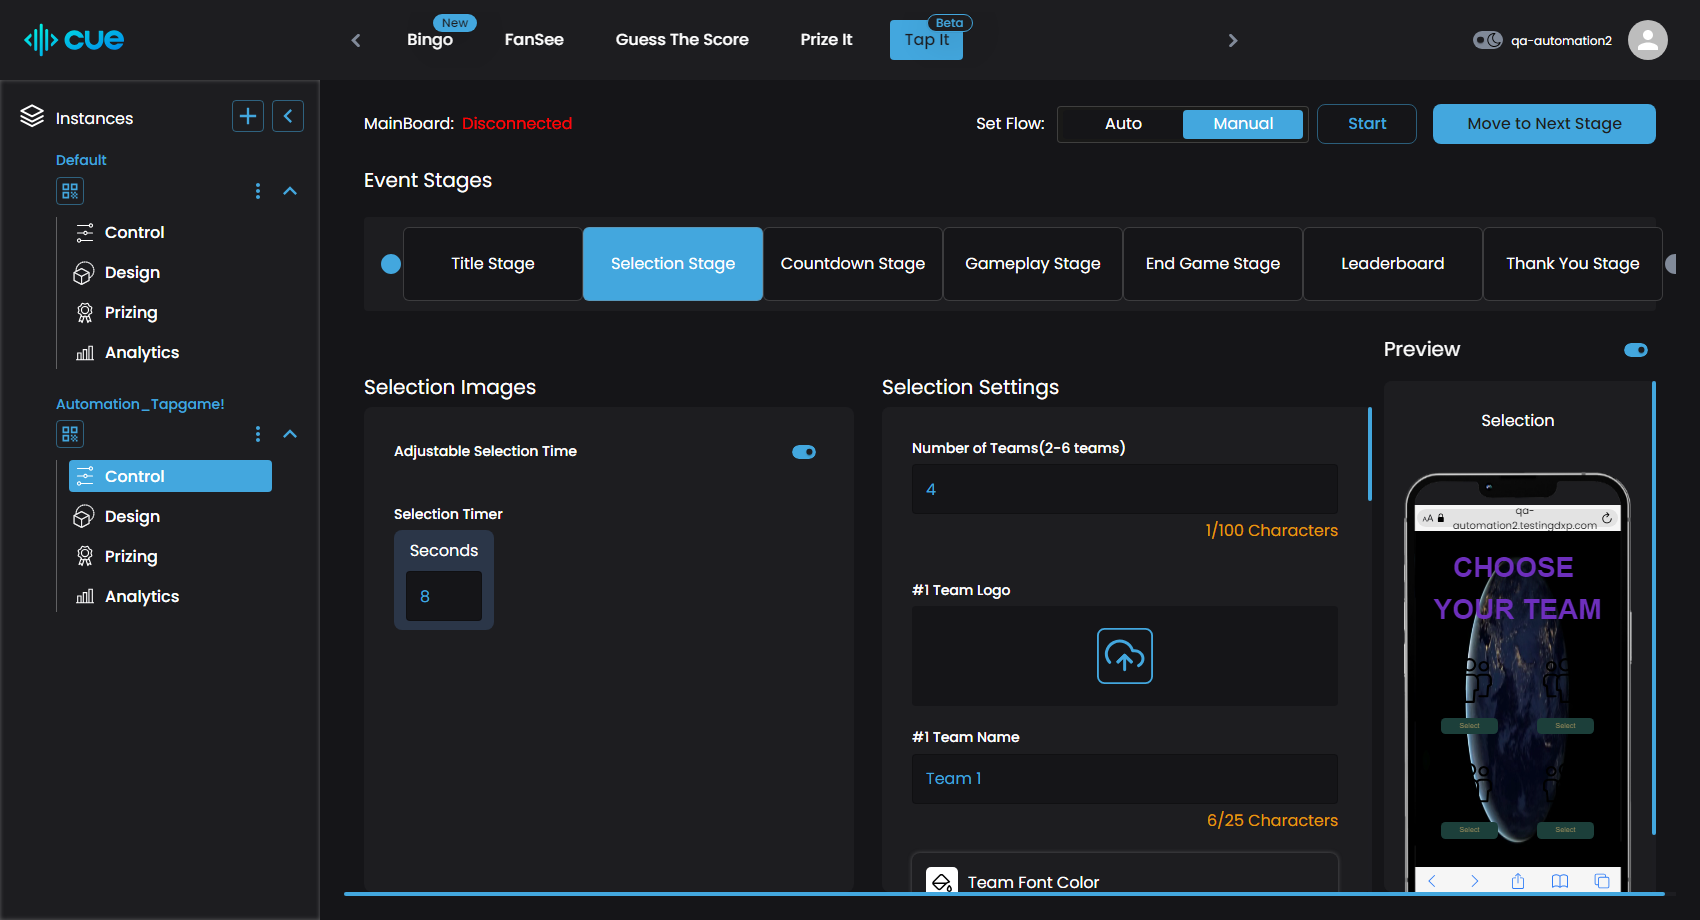 cue
Bingo
New
FanSee
Guess The Score
Prize It
Tap It
Beta
qa-automation2
Instances
Default
Control
Design
Prizing
Analytics
Automation_Tapgame!
Control
Design
Prizing
Analytics
MainBoard: Disconnected
Set Flow:
Auto
Manual
Start
Move to Next Stage
Event Stages
Title Stage
Selection Stage
Countdown Stage
Gameplay Stage
End Game Stage
Leaderboard
Thank You Stage
Selection Images
Adjustable Selection Time
Selection Timer
Seconds
8
Selection Settings
Number of Teams(2-6 teams)
4
1/100 Characters
#1 Team Logo
#1 Team Name
Team 1
6/25 Characters
Team Font Color
Preview
Selection
AA
qa-
automation2.testingdxp.com
CHOOSE
YOUR TEAM
Select
Select
Select
Select